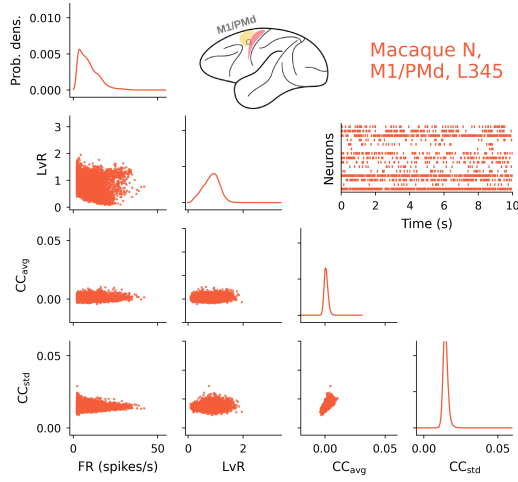 M1/PMd
Macaque N,
M1/PMd, L345
Prob. dens.
0.010
0.005
0.000
LvR
3
2
1
0
Neurons
0 2 4 6 8 10
Time (s)
CCavg
0.05
0.00
CCstd
0.05
0.00
0 50
FR (spikes/s)
0 2
LvR
0.00 0.05
CCavg
0.00 0.05
CCstd